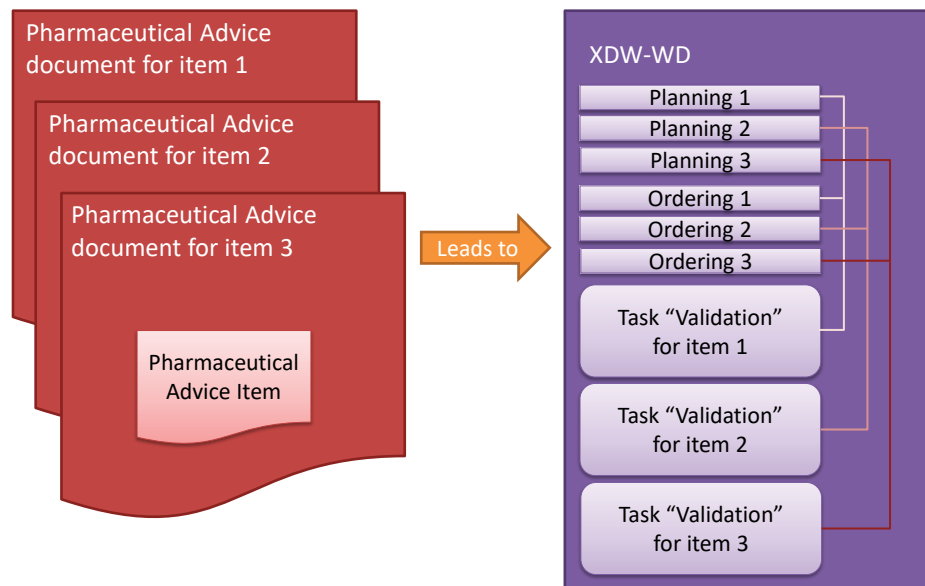 Pharmaceutical Advice
document for item 1
Pharmaceutical Advice
document for item 2
Pharmaceutical Advice
document for item 3
Pharmaceutical
Advice Item
Leads to
XDW-WD
Planning 1
Planning 2
Planning 3
Ordering 1
Ordering 2
Ordering 3
Task “Validation”
for item 1
Task “Validation”
for item 2
Task “Validation”
for item 3